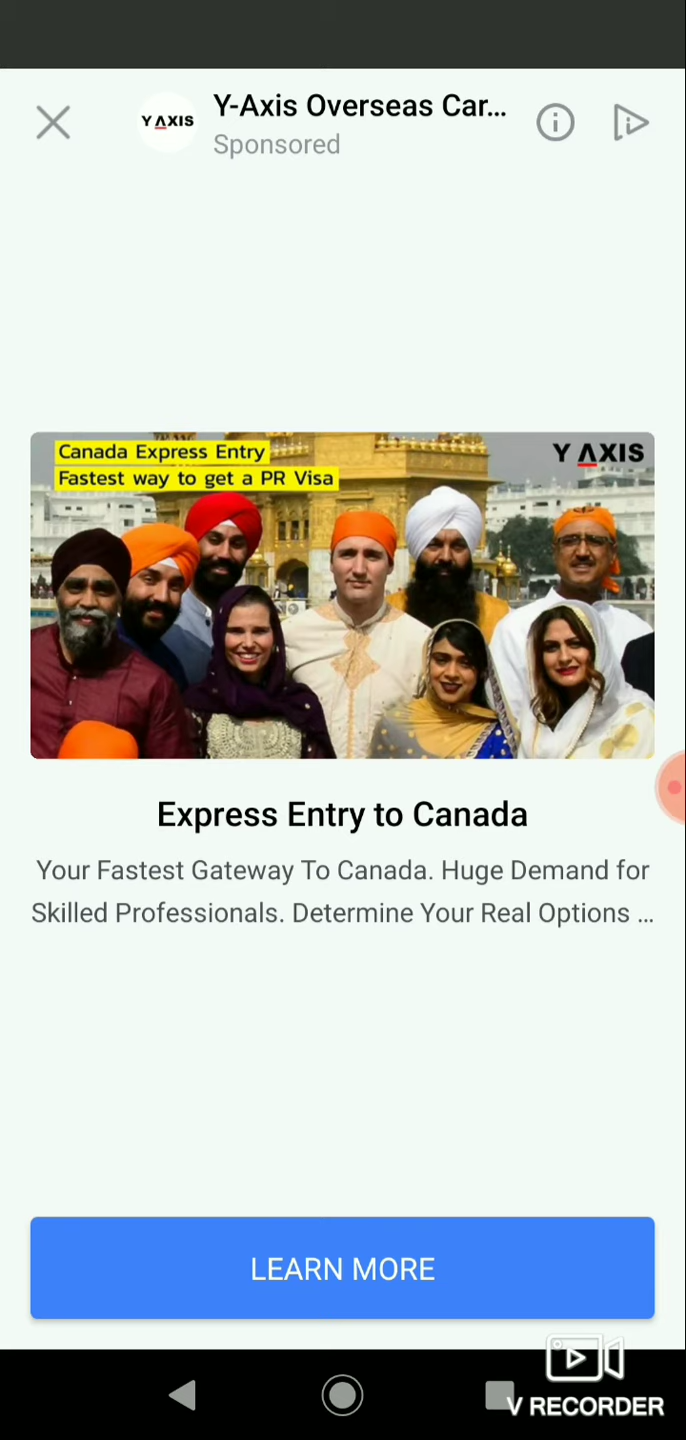 Y-Axis Overseas Car...
Y AXIS
Sponsored
Canada Express Entry
Fastest way to get a PR Visa
Y AXIS
Express Entry to Canada
Your Fastest Gateway To Canada. Huge Demand for
Skilled Professionals. Determine Your Real Options ...
LEARN MORE
V RECORDER